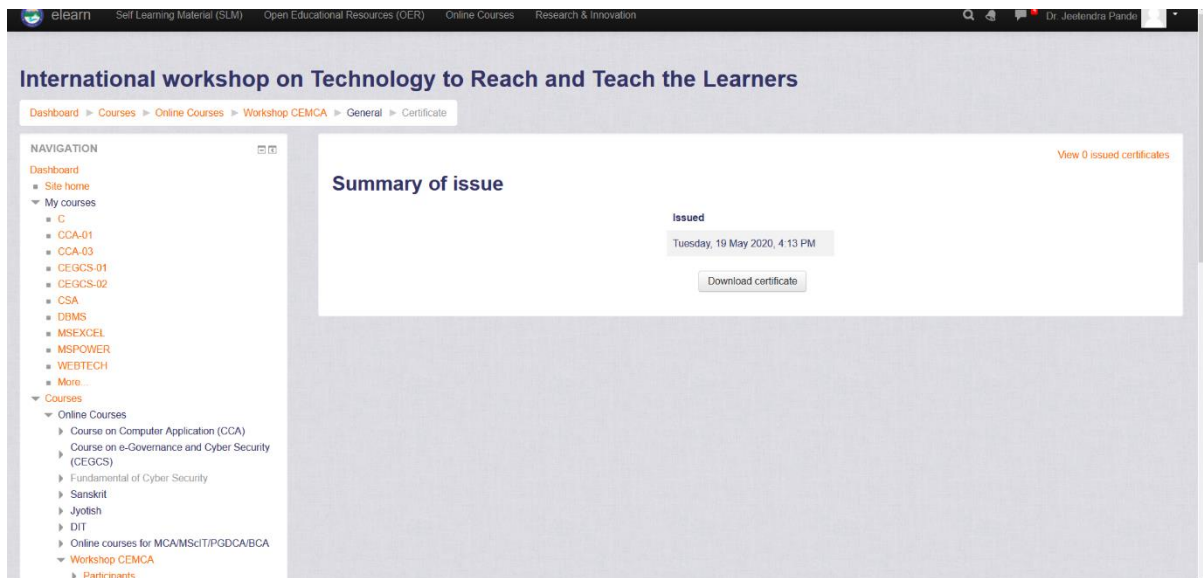 elearn Self Learning Material (SLM) Open Educational Resources (OER) Online Courses Research & Innovation Dr. Jeetendra Pande
International workshop on Technology to Reach and Teach the Learners
Dashboard Courses Online Courses Workshop CEMCA General Certificate
NAVIGATION
Dashboard
Site home
My courses
C
CCA-01
CCA-03
CEGCS-01
CEGCS-02
CSA
DBMS
MSEXCEL
MSPOWER
WEBTECH
More...
Courses
Online Courses
Course on Computer Application (CCA)
Course on e-Governance and Cyber Security
(CEGCS)
Fundamental of Cyber Security
Sanskrit
Jyotish
DIT
Online courses for MCA/MScIT/PGDCA/BCA
Workshop CEMCA
Participants
View 0 issued certificates
Summary of issue
Issued
Tuesday, 19 May 2020, 4:13 PM
Download certificate